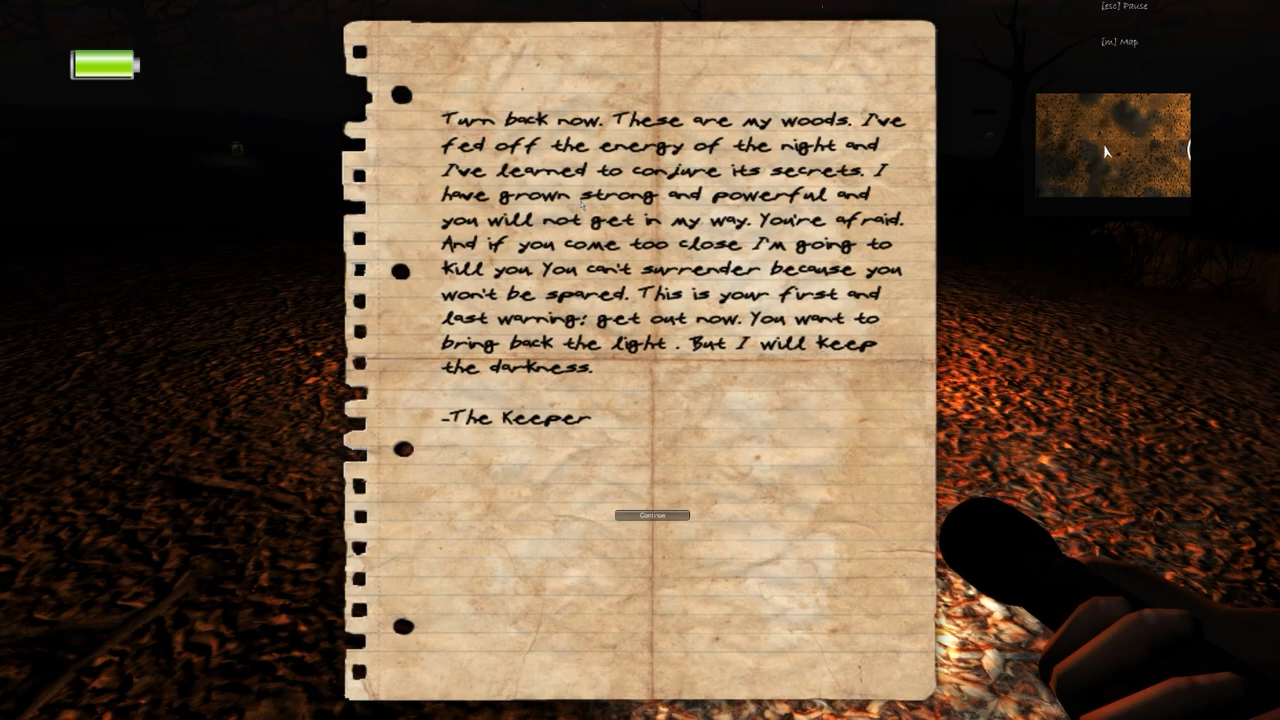 [esc] Pause
[m] Map
Turn back now. These are my woods. I've
fed off the energy of the night and
I've learned to conjure its secrets. I
have grown strong and powerful and
you will not get in my way. You're afraid.
And if you come too close I'm going to
kill you You can't surrender because you
won't be spared. This is your first and
last warning: get out now. You want to
bring back the light . But I will keep
the darkness.
-The Keeper
Continue